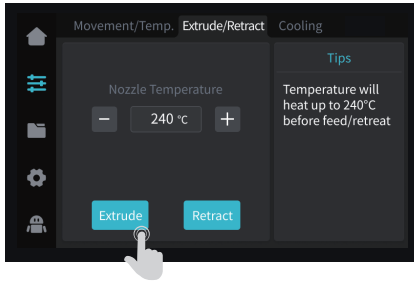 Movement/Temp. Extrude/Retract Cooling
Tips
Nozzle Temperature
Temperature will
heat up to 240°C
before feed/retreat
− 240 °C +
Extrude Retract